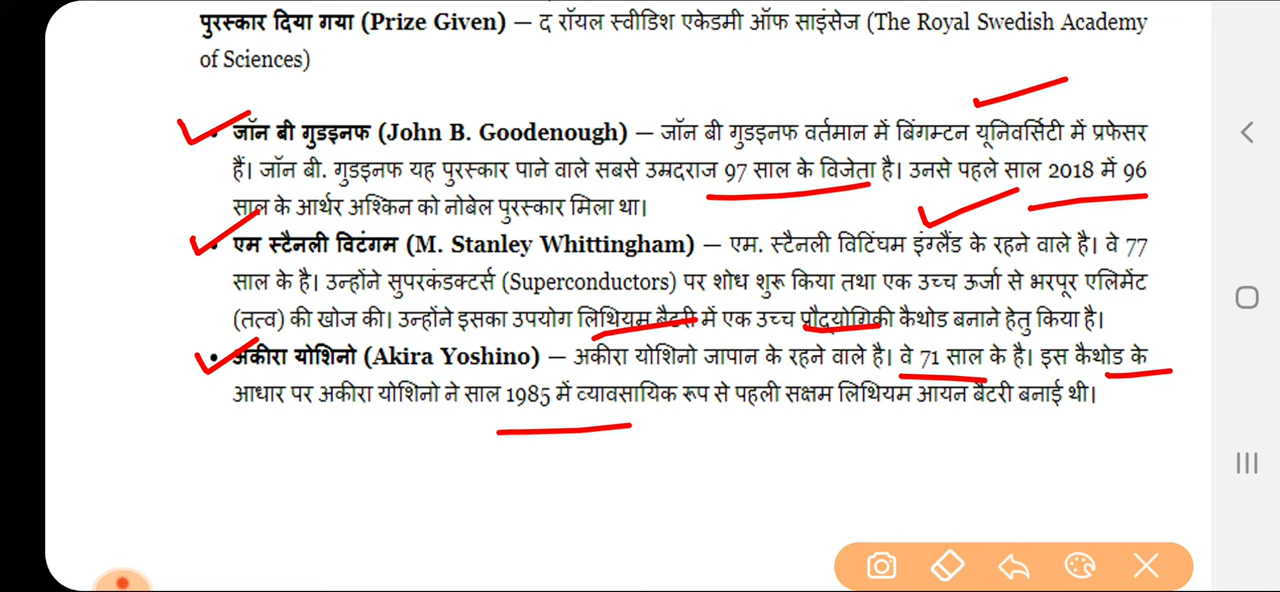 पुरस्कार दिया गया (Prize Given) — द रॉयल स्वीडिश एकेडमी ऑफ साइंसेज (The Royal Swedish Academy
of Sciences)
• जॉन बी गुडइनफ (John B. Goodenough) — जॉन बी गुडइनफ वर्तमान में बिंगम्टन यूनिवर्सिटी में प्रफेसर
हैं। जॉन बी. गुडइनफ यह पुरस्कार पाने वाले सबसे उम्रदराज 97 साल के विजेता है। उनसे पहले साल 2018 में 96
साल के आर्थर अश्किन को नोबेल पुरस्कार मिला था।
• एम स्टैनली विटंगम (M. Stanley Whittingham) — एम. स्टैनली विटिंघम इंग्लैंड के रहने वाले है। वे 77
साल के है। उन्होंने सुपरकंडक्टर्स (Superconductors) पर शोध शुरू किया तथा एक उच्च ऊर्जा से भरपूर एलिमेंट
(तत्व) की खोज की। उन्होंने इसका उपयोग लिथियम बैटरी में एक उच्च प्रौद्योगिकी कैथोड बनाने हेतु किया है।
• अकीरा योशिनो (Akira Yoshino) — अकीरा योशिनो जापान के रहने वाले है। वे 71 साल के है। इस कैथोड के
आधार पर अकीरा योशिनो ने साल 1985 में व्यावसायिक रूप से पहली सक्षम लिथियम आयन बैटरी बनाई थी।